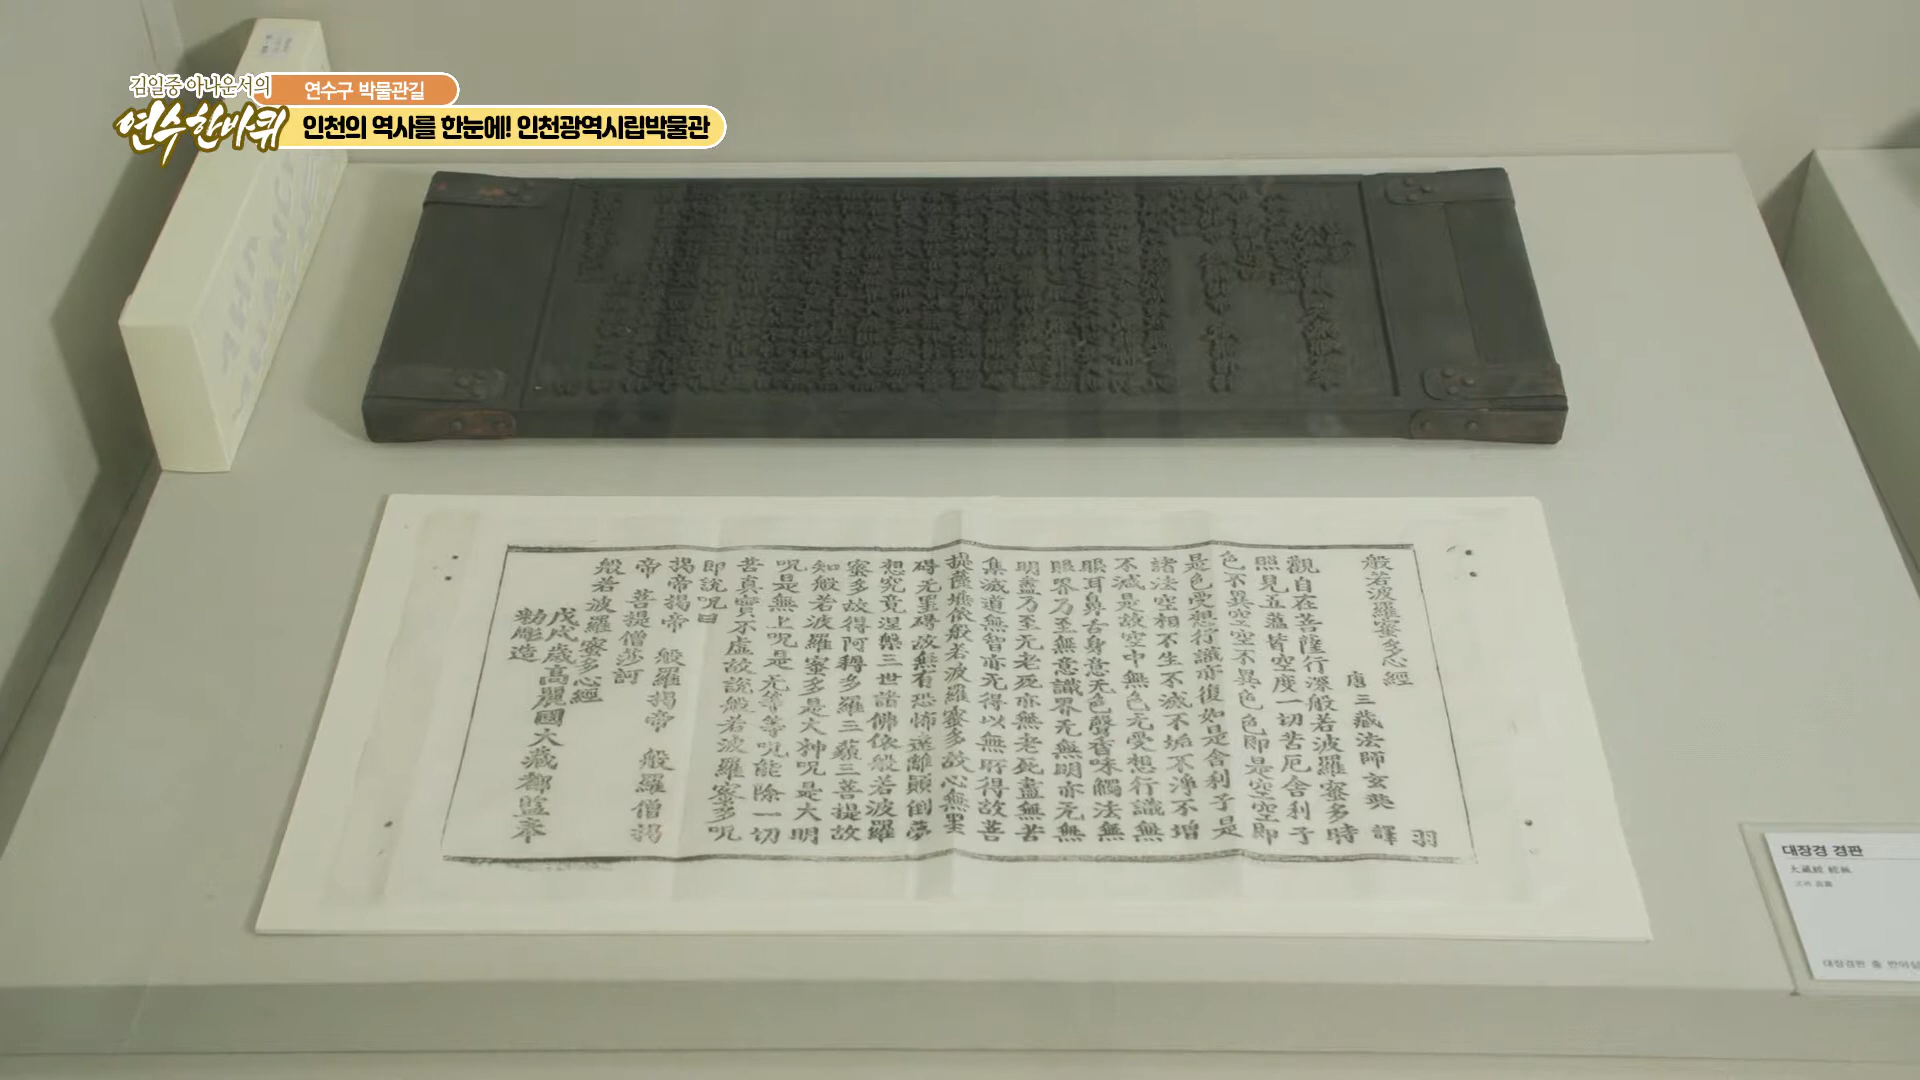 김일중 아나운서의
연수 한바퀴
연수구 박물관길
인천의 역사를 한눈에! 인천광역시립박물관
般若波羅蜜多心經
羽
唐三藏法師玄奘 譯
觀自在菩薩行深般若波羅蜜多時
照見五蘊皆空度一切苦厄舍利子
色不異空空不異色色即是空空即
是色受想行識亦復如是舍利子是
諸法空相不生不滅不垢不淨不增
不減是故空中無色无受想行識無
眼耳鼻舌身意无色聲香味觸法無
眼界乃至無意識界无無明亦无無
明盡乃至无老死亦無老死盡無苦
集滅道無智亦无得以無所得故菩
提薩埵依般若波羅蜜多故心無罣
碍无罣碍故無有恐怖遠離顚倒夢
想究竟涅槃三世諸佛依般若波羅
蜜多故得阿耨多羅三藐三菩提故
知般若波羅蜜多是大神呪是大明
呪是無上呪是无等等呪能除一切
苦真實不虛故說般若波羅蜜多呪
即說呪曰
揭帝揭帝 般羅揭帝 般羅僧揭
帝 菩提僧莎訶
般若波羅蜜多心經
戊戌歲高麗國大藏都監奉
勅彫造
대장경 경판
大藏經 經板